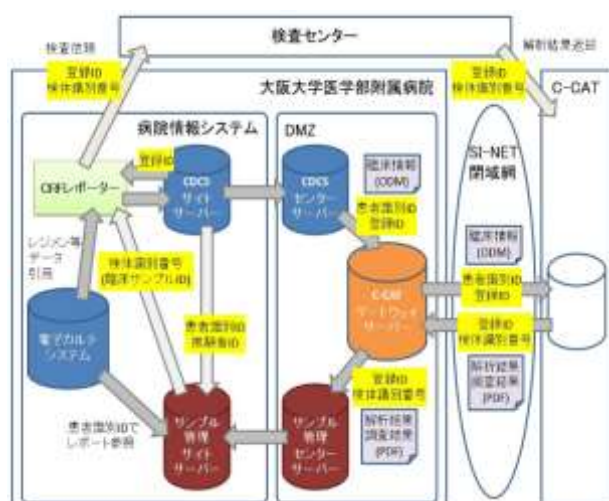 検査センター
検査依頼
解析結果返却
登録ID
検体識別番号
登録ID
検体識別番号
大阪大学医学部附属病院
C-CAT
病院情報システム
DMZ
SI-NET
閉域網
登録ID
CRFレポーター
CDCS
サイト
サーバー
CDCS
センター
サーバー
臨床情報
(ODM)
患者識別ID
登録ID
レジメン等
データ
引用
検体識別番号
(臨床サンプルID)
臨床情報
(ODM)
患者識別ID
登録ID
C-CAT
ゲートウェイ
サーバー
電子カルテ
システム
患者識別ID
登録ID
検体識別番号
登録ID
検体識別番号
解析結果
調査結果
(PDF)
患者識別IDで
レポート参照
サンプル
管理
サイト
サーバー
サンプル
管理
センター
サーバー
解析結果
調査結果
(PDF)